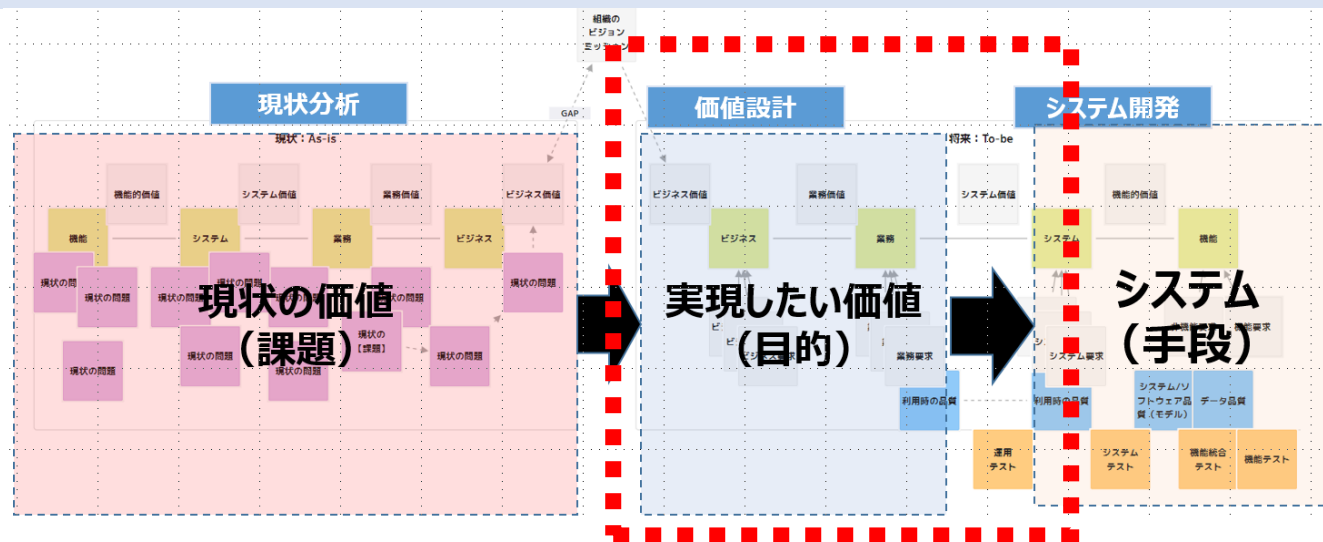 組織の
ビジョン
ミッション
現状分析
価値設計
システム開発
GAP
現状：As-is
将来：To-be
機能的価値
システム価値
業務価値
ビジネス価値
ビジネス価値
業務価値
システム価値
機能的価値
機能
システム
業務
ビジネス
ビジネス
業務
システム
機能
現状の問
現状の問題
現状の問題
現状の問題
現状の問題
現状の問題
現状の問題
現状の価値
（課題）
実現したい価値
（目的）
システム
（手段）
現状の
【課題】
現状の問題
現状の問題
現状の問題
現状の問題
業務要求
システム要求
機能要求
利用時の品質
利用時の品質
システム/ソ
フトウェア品
質（モデル）
データ品質
運用
テスト
システム
テスト
機能統合
テスト
機能テスト